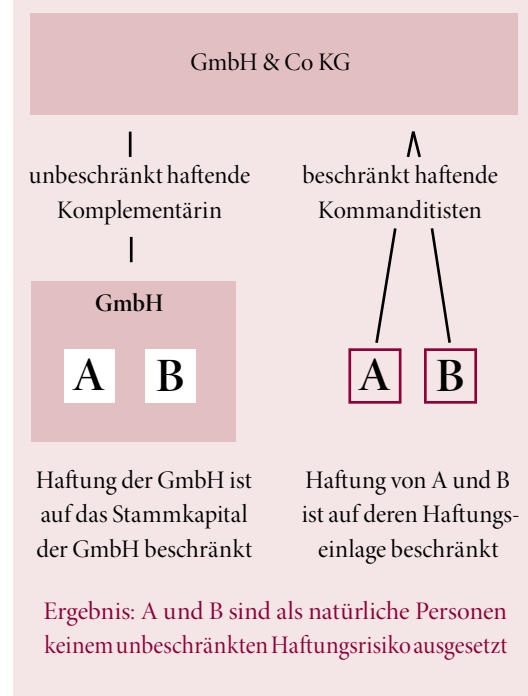 GmbH & Co KG
unbeschränkt haftende
Komplementärin
beschränkt haftende
Kommanditisten
GmbH
A B
A B
Haftung der GmbH ist
auf das Stammkapital
der GmbH beschränkt
Haftung von A und B
ist auf deren Haftungs-
einlage beschränkt
Ergebnis: A und B sind als natürliche Personen
keinem unbeschränkten Haftungsrisiko ausgesetzt